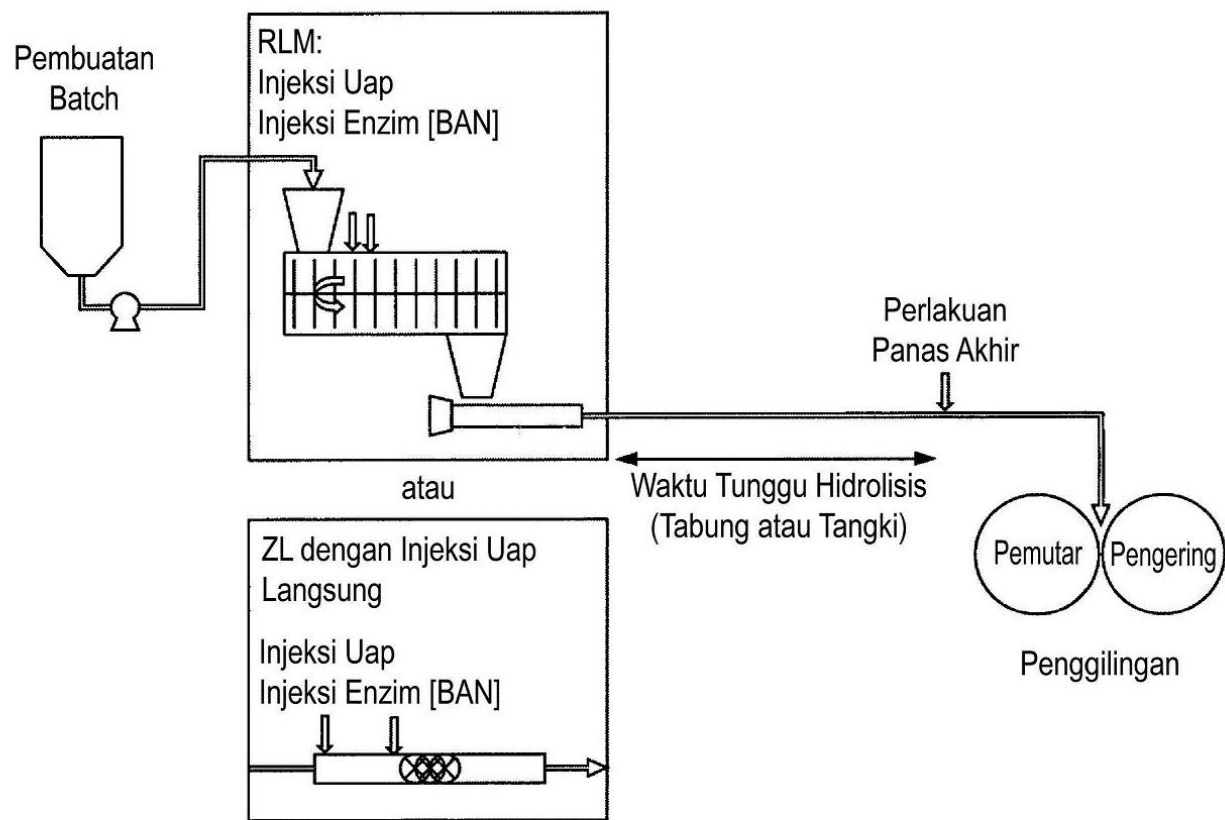 Pembuatan
Batch
RLM:
Injeksi Uap
Injeksi Enzim [BAN]
Perlakuan
Panas Akhir
atau
Waktu Tunggu Hidrolisis
(Tabung atau Tangki)
ZL dengan Injeksi Uap
Langsung
Injeksi Uap
Injeksi Enzim [BAN]
Pemutar
Pengering
Penggilingan